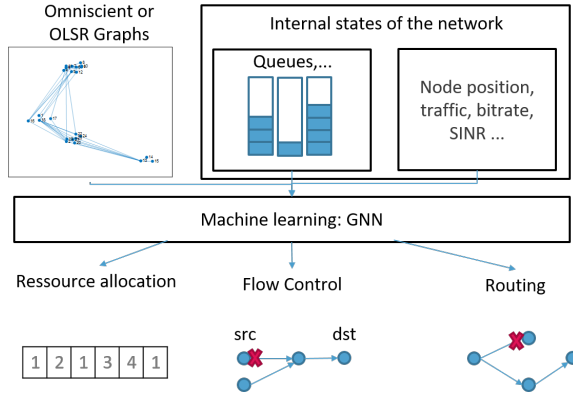 Omniscient or
OLSR Graphs
Internal states of the network
Queues,...
Node position,
traffic, bitrate,
SINR ...
Machine learning: GNN
Ressource allocation
Flow Control
Routing
src
dst
1 2 1 3 4 1